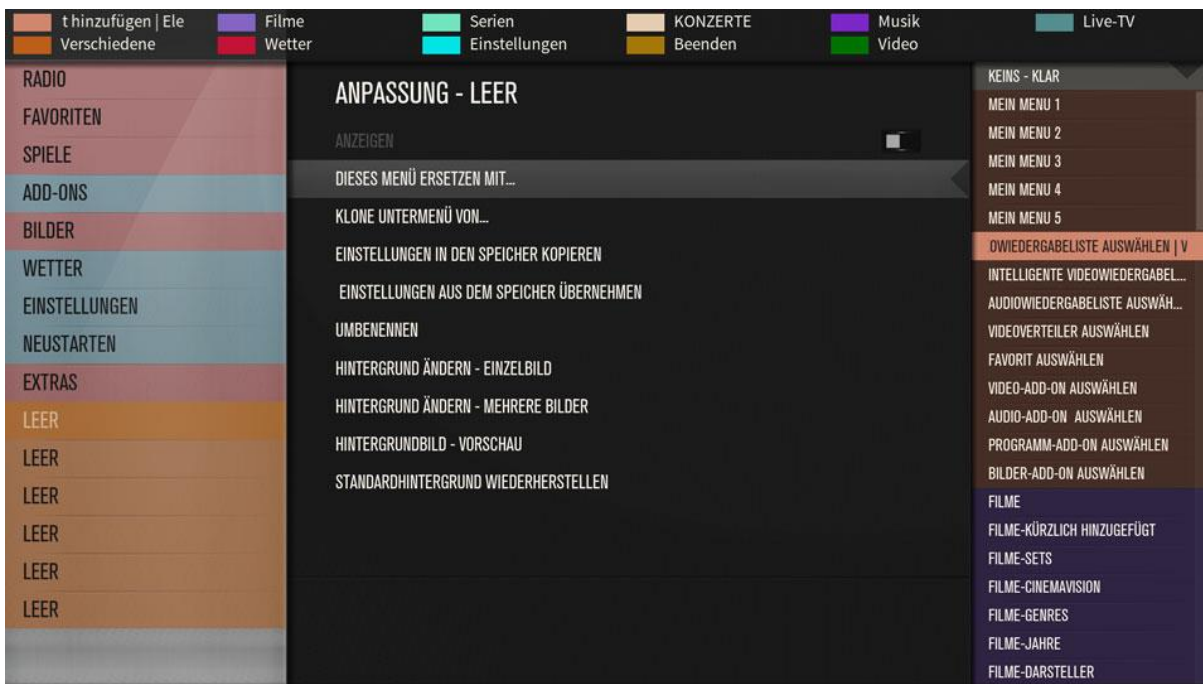 t hinzufügen | Ele
Filme
Serien
KONZERTE
Musik
Live-TV
Verschiedene
Wetter
Einstellungen
Beenden
Video
RADIO
FAVORITEN
SPIELE
ADD-ONS
BILDER
WETTER
EINSTELLUNGEN
NEUSTARTEN
EXTRAS
LEER
LEER
LEER
LEER
LEER
LEER
ANPASSUNG - LEER
ANZEIGEN
DIESES MENÜ ERSETZEN MIT...
KLONE UNTERMENÜ VON...
EINSTELLUNGEN IN DEN SPEICHER KOPIEREN
EINSTELLUNGEN AUS DEM SPEICHER ÜBERNEHMEN
UMBENENNEN
HINTERGRUND ÄNDERN - EINZELBILD
HINTERGRUND ÄNDERN - MEHRERE BILDER
HINTERGRUNDBILD - VORSCHAU
STANDARDHINTERGRUND WIEDERHERSTELLEN
KEINS - KLAR
MEIN MENU 1
MEIN MENU 2
MEIN MENU 3
MEIN MENU 4
MEIN MENU 5
OWIEDERGABELISTE AUSWÄHLEN | V
INTELLIGENTE VIDEOWIEDERGABEL...
AUDIOWIEDERGABELISTE AUSWÄH...
VIDEOVERTEILER AUSWÄHLEN
FAVORIT AUSWÄHLEN
VIDEO-ADD-ON AUSWÄHLEN
AUDIO-ADD-ON AUSWÄHLEN
PROGRAMM-ADD-ON AUSWÄHLEN
BILDER-ADD-ON AUSWÄHLEN
FILME
FILME-KÜRZLICH HINZUGEFÜGT
FILME-SETS
FILME-CINEMAVISION
FILME-GENRES
FILME-JAHRE
FILME-DARSTELLER